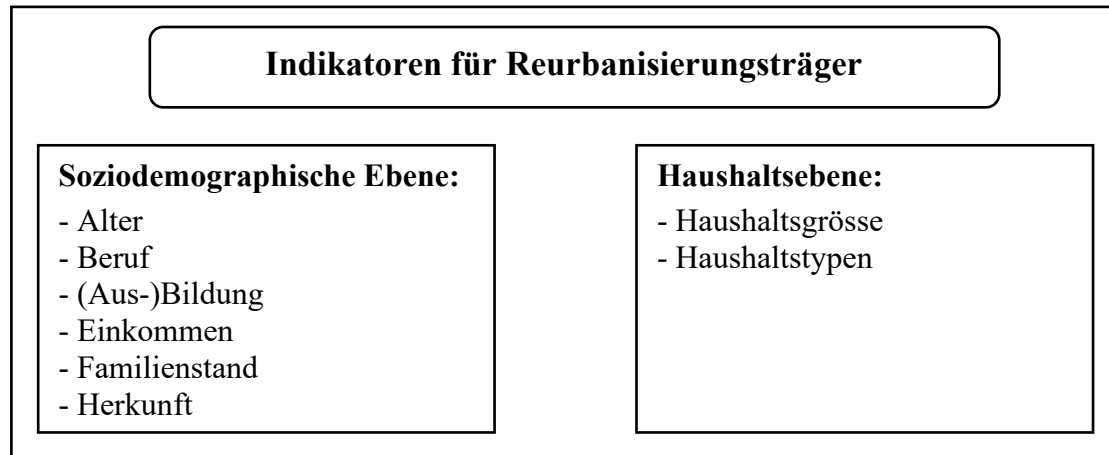 Indikatoren für Reurbanisierungsträger
Soziodemographische Ebene:
- Alter
- Beruf
- (Aus-)Bildung
- Einkommen
- Familienstand
- Herkunft
Haushaltsebene:
- Haushaltsgrösse
- Haushaltstypen